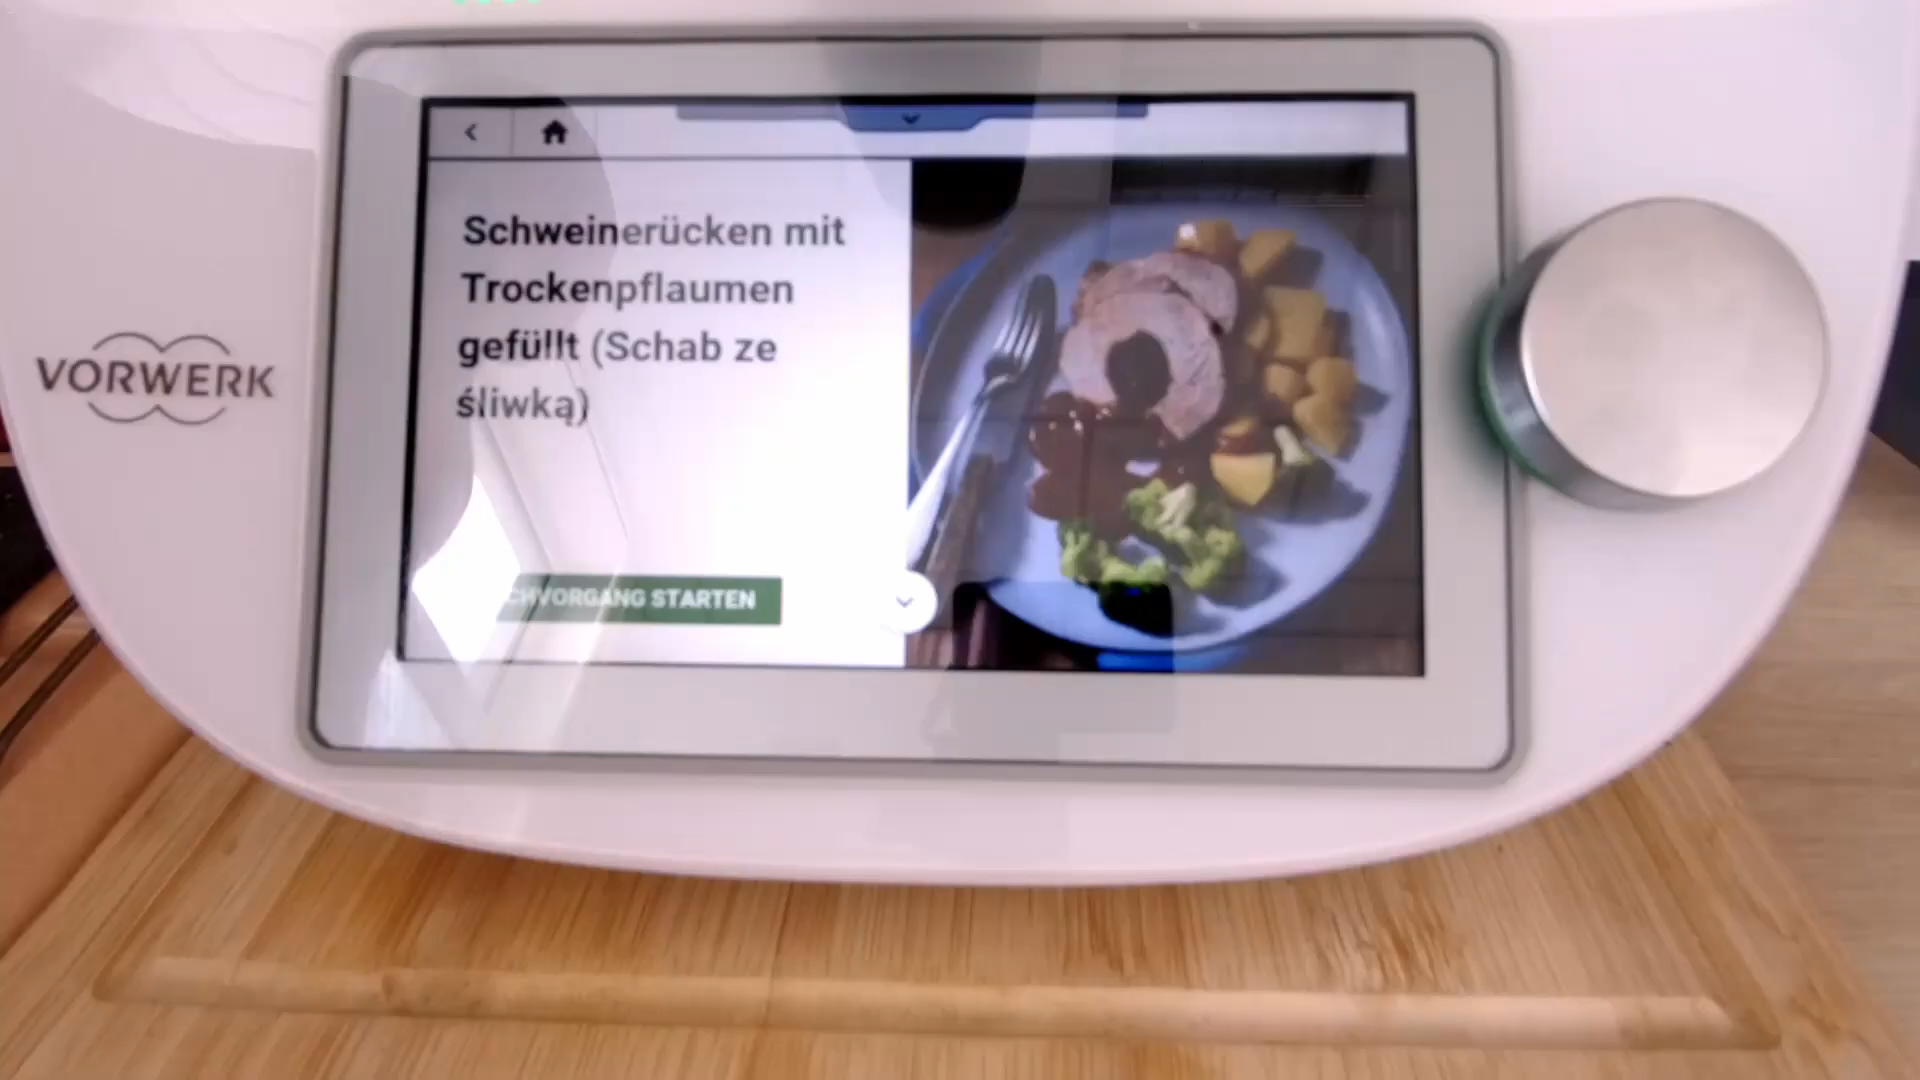 VORWERK
Schweinerücken mit
Trockenpflaumen
gefüllt (Schab ze
śliwką)
CHVORGANG STARTEN